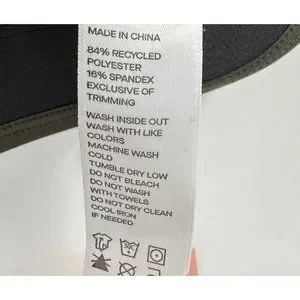 MADE IN CHINA
84% RECYCLED
POLYESTER
16% SPANDEX
EXCLUSIVE OF
TRIMMING
WASH INSIDE OUT
WASH WITH LIKE
COLORS
MACHINE WASH
COLD
TUMBLE DRY LOW
DO NOT BLEACH
DO NOT WASH
WITH TOWELS
DO NOT DRY CLEAN
COOL IRON
IF NEEDED